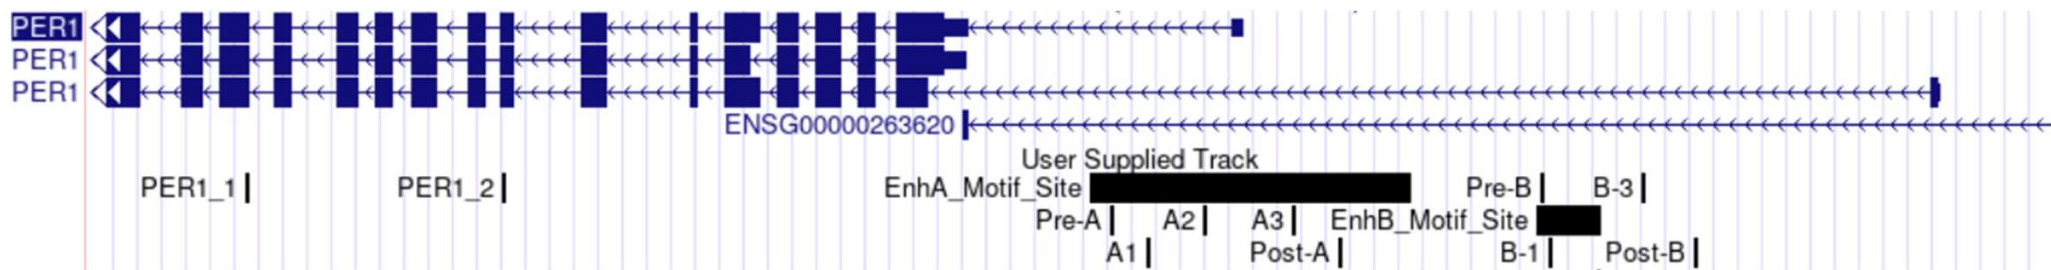 PER1
PER1
PER1
ENSG00000263620
User Supplied Track
PER1_1 PER1_2 EnhA_Motif_Site Pre-B B-3
Pre-A A2 A3 EnhB_Motif_Site
A1 Post-A B-1 Post-B